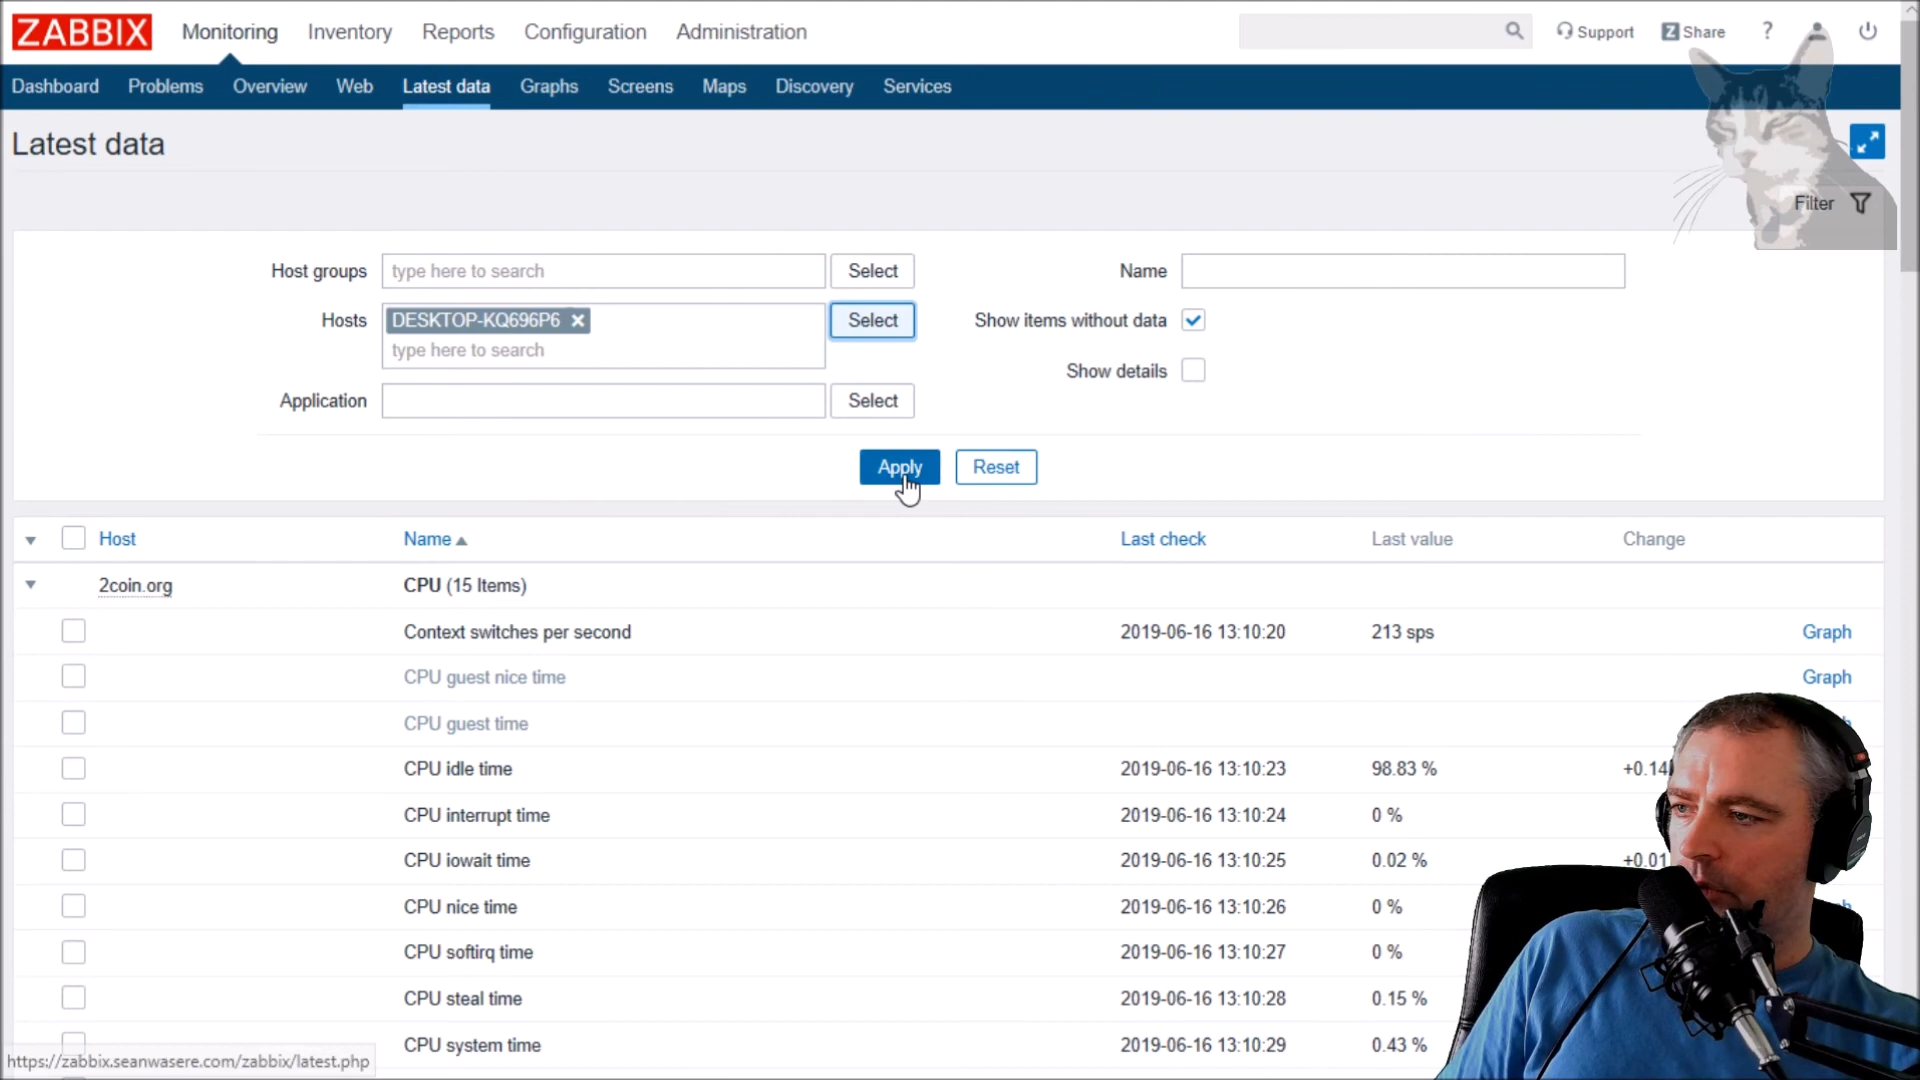 ZABBIX Monitoring Inventory Reports Configuration Administration Support Z Share ?
Dashboard Problems Overview Web Latest data Graphs Screens Maps Discovery Services
Latest data
Filter
Host groups type here to search Select Name
Hosts DESKTOP-KQ696P6 Select Show items without data
type here to search
Show details
Application Select
Apply Reset
Host Name Last check Last value Change
2coin.org CPU (15 Items)
Context switches per second 2019-06-16 13:10:20 213 sps Graph
CPU guest nice time Graph
CPU guest time
CPU idle time 2019-06-16 13:10:23 98.83 % +0.14
CPU interrupt time 2019-06-16 13:10:24 0 %
CPU iowait time 2019-06-16 13:10:25 0.02 % +0.01
CPU nice time 2019-06-16 13:10:26 0 %
CPU softirq time 2019-06-16 13:10:27 0 %
CPU steal time 2019-06-16 13:10:28 0.15 %
CPU system time 2019-06-16 13:10:29 0.43 %
https://zabbix.seanwasere.com/zabbix/latest.php